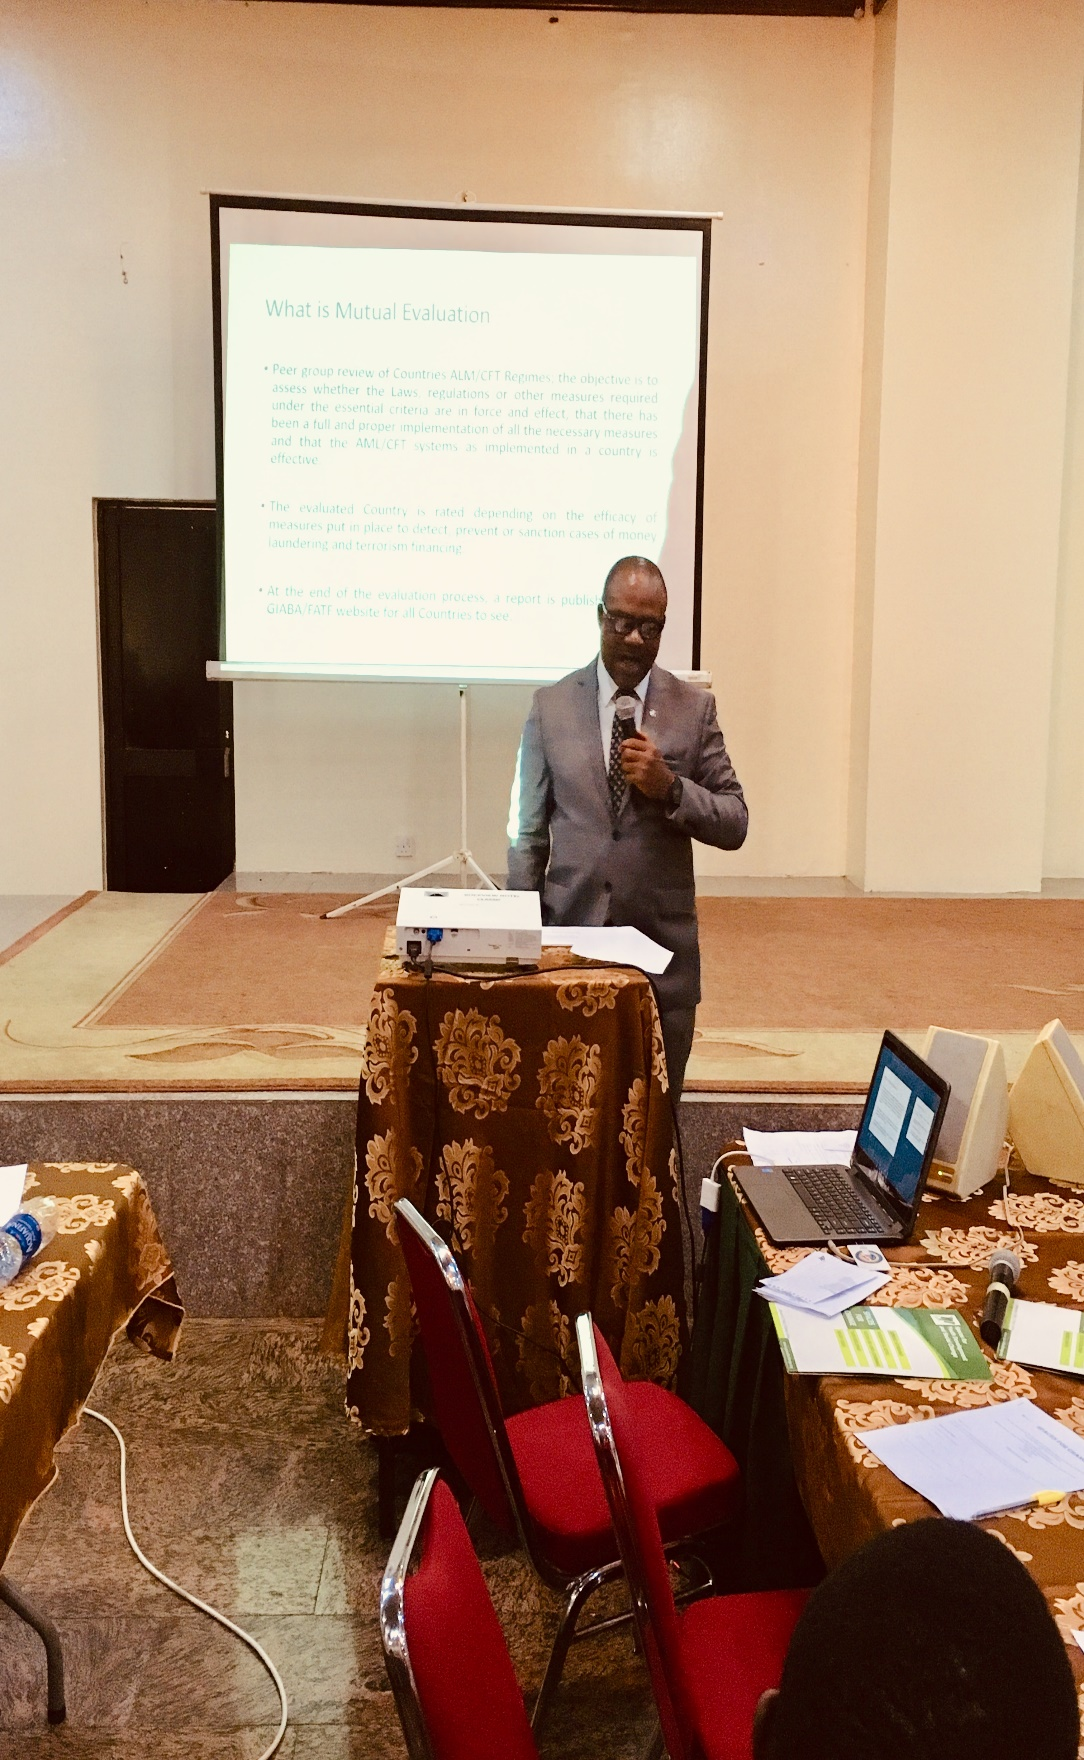 What is Mutual Evaluation
• Peer group review of Countries ALM/CFT Regimes, the objective is to
assess whether the Laws, regulations or other measures required
under the essential criteria are in force and effect, that there has
been a full and proper implementation of all the necessary measures
and that the AML/CFT systems as implemented in a country is
effective
• The evaluated Country is rated depending on the efficacy of
measures put in place to detect, prevent or sanction cases of money
laundering and terrorism financing
• At the end of the evaluation process, a report is publish
GIABA/FATF website for all Countries to see.
AQUAFINA